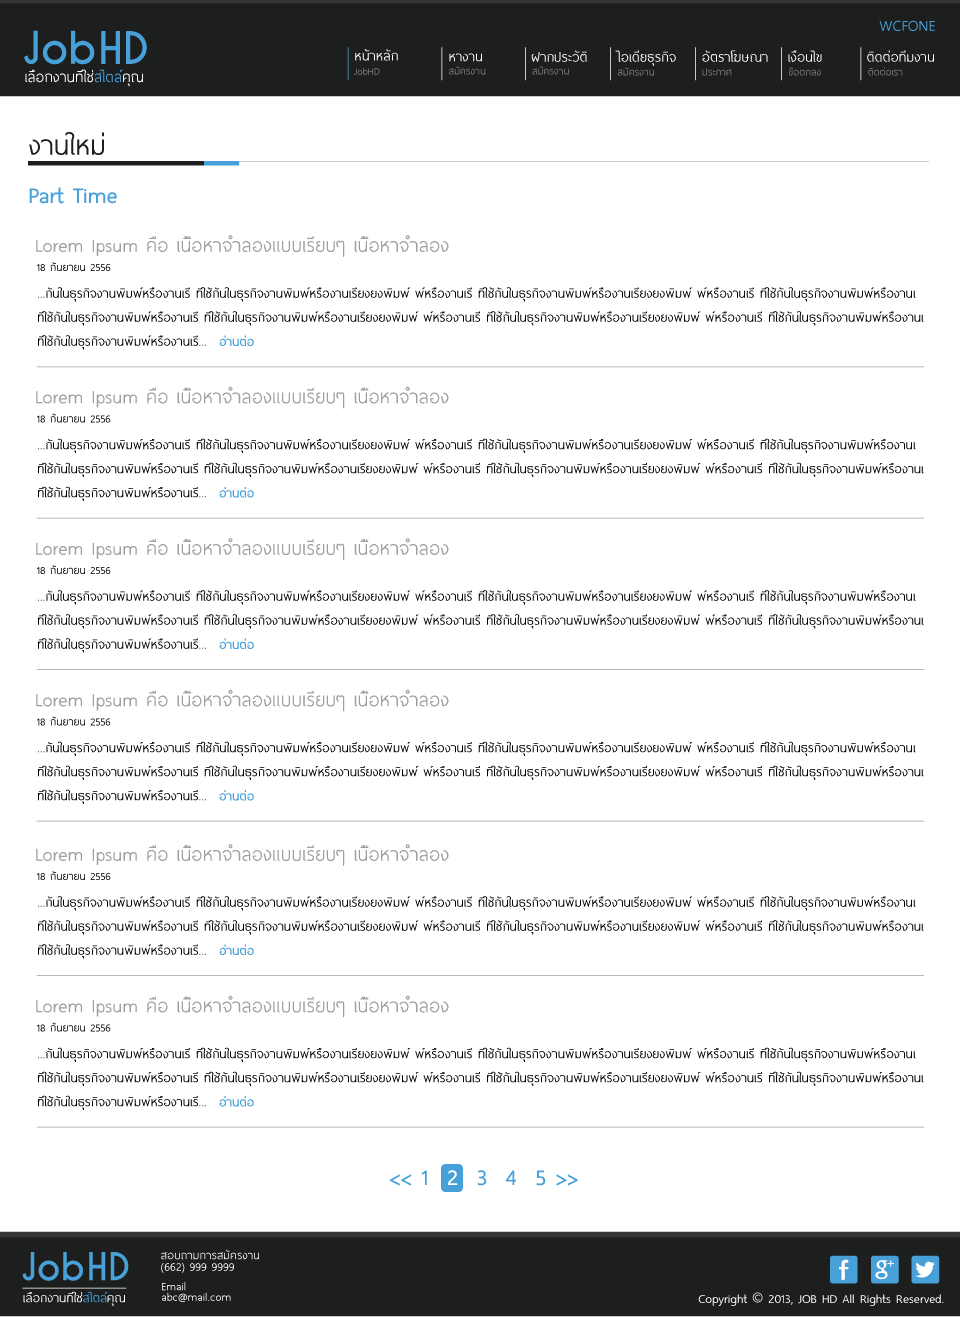 WCFONE
JobHD
เลือกงานที่ใช่สไตล์คุณ
หน้าหลัก หางาน ฝากประวัติ ไอเดียธุรกิจ อัตราโฆษณา เงื่อนไข ติดต่อทีมงาน
JobHD สมัครงาน สมัครงาน สมัครงาน ประกาศ ข้อตกลง ติดต่อเรา
งานใหม่
Part Time
Lorem Ipsum คือ เนื้อหาจำลองแบบเรียบๆ เนื้อหาจำลอง
18 กันยายน 2556
...กันในธุรกิจงานพิมพ์หรืองานเรี ที่ใช้กันในธุรกิจงานพิมพ์หรืองานเรียงยงพิมพ์ พ์หรืองานเรี ที่ใช้กันในธุรกิจงานพิมพ์หรืองานเรียงยงพิมพ์ พ์หรืองานเรี ที่ใช้กันในธุรกิจงานพิมพ์หรืองานเ
ที่ใช้กันในธุรกิจงานพิมพ์หรืองานเรี ที่ใช้กันในธุรกิจงานพิมพ์หรืองานเรียงยงพิมพ์ พ์หรืองานเรี ที่ใช้กันในธุรกิจงานพิมพ์หรืองานเรียงยงพิมพ์ พ์หรืองานเรี ที่ใช้กันในธุรกิจงานพิมพ์หรืองานเ
ที่ใช้กันในธุรกิจงานพิมพ์หรืองานเรี... อ่านต่อ
Lorem Ipsum คือ เนื้อหาจำลองแบบเรียบๆ เนื้อหาจำลอง
18 กันยายน 2556
...กันในธุรกิจงานพิมพ์หรืองานเรี ที่ใช้กันในธุรกิจงานพิมพ์หรืองานเรียงยงพิมพ์ พ์หรืองานเรี ที่ใช้กันในธุรกิจงานพิมพ์หรืองานเรียงยงพิมพ์ พ์หรืองานเรี ที่ใช้กันในธุรกิจงานพิมพ์หรืองานเ
ที่ใช้กันในธุรกิจงานพิมพ์หรืองานเรี ที่ใช้กันในธุรกิจงานพิมพ์หรืองานเรียงยงพิมพ์ พ์หรืองานเรี ที่ใช้กันในธุรกิจงานพิมพ์หรืองานเรียงยงพิมพ์ พ์หรืองานเรี ที่ใช้กันในธุรกิจงานพิมพ์หรืองานเ
ที่ใช้กันในธุรกิจงานพิมพ์หรืองานเรี... อ่านต่อ
Lorem Ipsum คือ เนื้อหาจำลองแบบเรียบๆ เนื้อหาจำลอง
18 กันยายน 2556
...กันในธุรกิจงานพิมพ์หรืองานเรี ที่ใช้กันในธุรกิจงานพิมพ์หรืองานเรียงยงพิมพ์ พ์หรืองานเรี ที่ใช้กันในธุรกิจงานพิมพ์หรืองานเรียงยงพิมพ์ พ์หรืองานเรี ที่ใช้กันในธุรกิจงานพิมพ์หรืองานเ
ที่ใช้กันในธุรกิจงานพิมพ์หรืองานเรี ที่ใช้กันในธุรกิจงานพิมพ์หรืองานเรียงยงพิมพ์ พ์หรืองานเรี ที่ใช้กันในธุรกิจงานพิมพ์หรืองานเรียงยงพิมพ์ พ์หรืองานเรี ที่ใช้กันในธุรกิจงานพิมพ์หรืองานเ
ที่ใช้กันในธุรกิจงานพิมพ์หรืองานเรี... อ่านต่อ
Lorem Ipsum คือ เนื้อหาจำลองแบบเรียบๆ เนื้อหาจำลอง
18 กันยายน 2556
...กันในธุรกิจงานพิมพ์หรืองานเรี ที่ใช้กันในธุรกิจงานพิมพ์หรืองานเรียงยงพิมพ์ พ์หรืองานเรี ที่ใช้กันในธุรกิจงานพิมพ์หรืองานเรียงยงพิมพ์ พ์หรืองานเรี ที่ใช้กันในธุรกิจงานพิมพ์หรืองานเ
ที่ใช้กันในธุรกิจงานพิมพ์หรืองานเรี ที่ใช้กันในธุรกิจงานพิมพ์หรืองานเรียงยงพิมพ์ พ์หรืองานเรี ที่ใช้กันในธุรกิจงานพิมพ์หรืองานเรียงยงพิมพ์ พ์หรืองานเรี ที่ใช้กันในธุรกิจงานพิมพ์หรืองานเ
ที่ใช้กันในธุรกิจงานพิมพ์หรืองานเรี... อ่านต่อ
Lorem Ipsum คือ เนื้อหาจำลองแบบเรียบๆ เนื้อหาจำลอง
18 กันยายน 2556
...กันในธุรกิจงานพิมพ์หรืองานเรี ที่ใช้กันในธุรกิจงานพิมพ์หรืองานเรียงยงพิมพ์ พ์หรืองานเรี ที่ใช้กันในธุรกิจงานพิมพ์หรืองานเรียงยงพิมพ์ พ์หรืองานเรี ที่ใช้กันในธุรกิจงานพิมพ์หรืองานเ
ที่ใช้กันในธุรกิจงานพิมพ์หรืองานเรี ที่ใช้กันในธุรกิจงานพิมพ์หรืองานเรียงยงพิมพ์ พ์หรืองานเรี ที่ใช้กันในธุรกิจงานพิมพ์หรืองานเรียงยงพิมพ์ พ์หรืองานเรี ที่ใช้กันในธุรกิจงานพิมพ์หรืองานเ
ที่ใช้กันในธุรกิจงานพิมพ์หรืองานเรี... อ่านต่อ
Lorem Ipsum คือ เนื้อหาจำลองแบบเรียบๆ เนื้อหาจำลอง
18 กันยายน 2556
...กันในธุรกิจงานพิมพ์หรืองานเรี ที่ใช้กันในธุรกิจงานพิมพ์หรืองานเรียงยงพิมพ์ พ์หรืองานเรี ที่ใช้กันในธุรกิจงานพิมพ์หรืองานเรียงยงพิมพ์ พ์หรืองานเรี ที่ใช้กันในธุรกิจงานพิมพ์หรืองานเ
ที่ใช้กันในธุรกิจงานพิมพ์หรืองานเรี ที่ใช้กันในธุรกิจงานพิมพ์หรืองานเรียงยงพิมพ์ พ์หรืองานเรี ที่ใช้กันในธุรกิจงานพิมพ์หรืองานเรียงยงพิมพ์ พ์หรืองานเรี ที่ใช้กันในธุรกิจงานพิมพ์หรืองานเ
ที่ใช้กันในธุรกิจงานพิมพ์หรืองานเรี... อ่านต่อ
<< 1 2 3 4 5 >>
JobHD
เลือกงานที่ใช่สไตล์คุณ
สอบถามการสมัครงาน
(662) 999 9999
Email
abc@mail.com
f g+
Copyright © 2013, JOB HD All Rights Reserved.